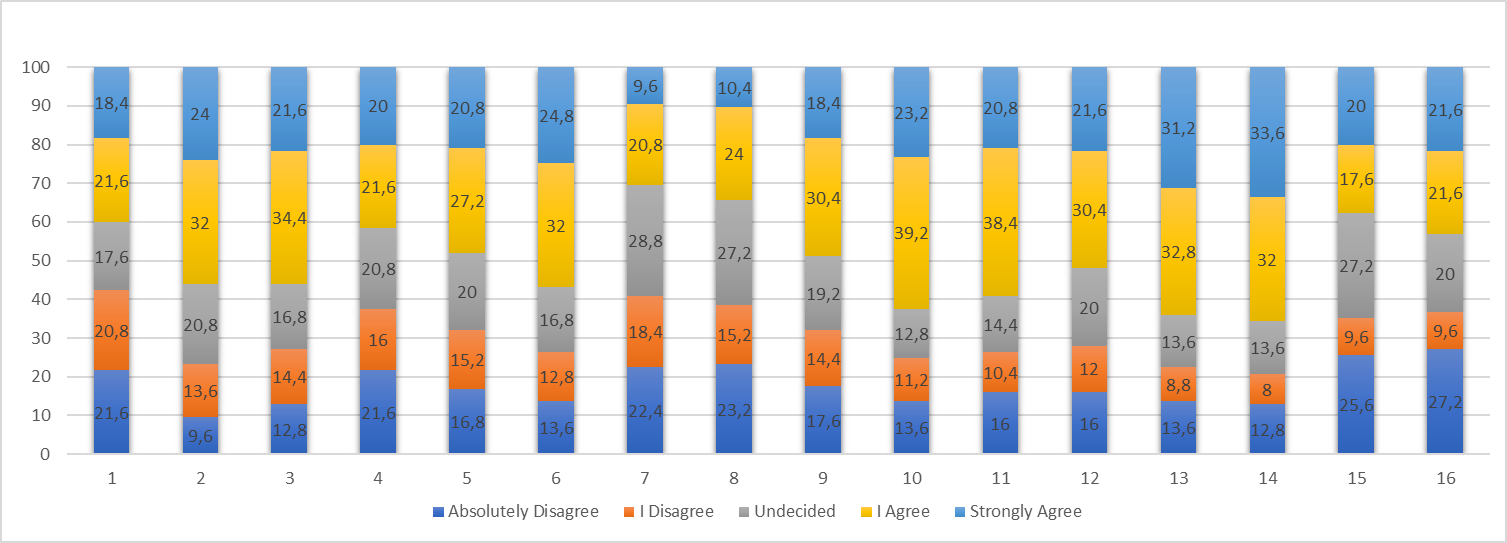 100
90
80
70
60
50
40
30
20
10
0
18,4 24 21,6 20 20,8 24,8 9,6 10,4 18,4 23,2 20,8 21,6 31,2 33,6 20 21,6
21,6 32 34,4 21,6 27,2 32 20,8 24 30,4 39,2 38,4 30,4 32,8 32 17,6 21,6
17,6 20,8 16,8 20,8 20 16,8 28,8 27,2 19,2 12,8 14,4 20 13,6 13,6 27,2 20
20,8 13,6 14,4 16 15,2 12,8 18,4 15,2 14,4 11,2 10,4 12 8,8 8 9,6 9,6
21,6 9,6 12,8 21,6 16,8 13,6 22,4 23,2 17,6 13,6 16 16 13,6 12,8 25,6 27,2
1 2 3 4 5 6 7 8 9 10 11 12 13 14 15 16
Absolutely Disagree I Disagree Undecided I Agree Strongly Agree